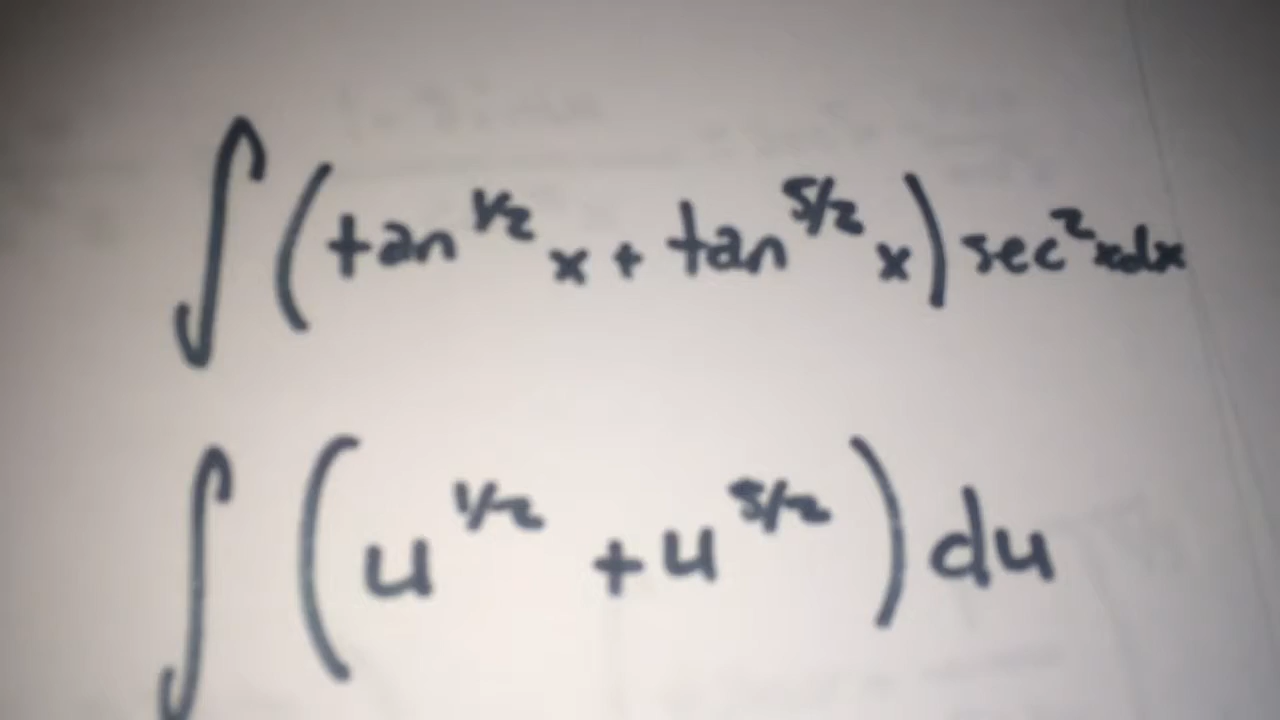 ∫ (tan^{1/2} x + tan^{5/2} x) sec^2 x dx
∫ (u^{1/2} + u^{5/2}) du